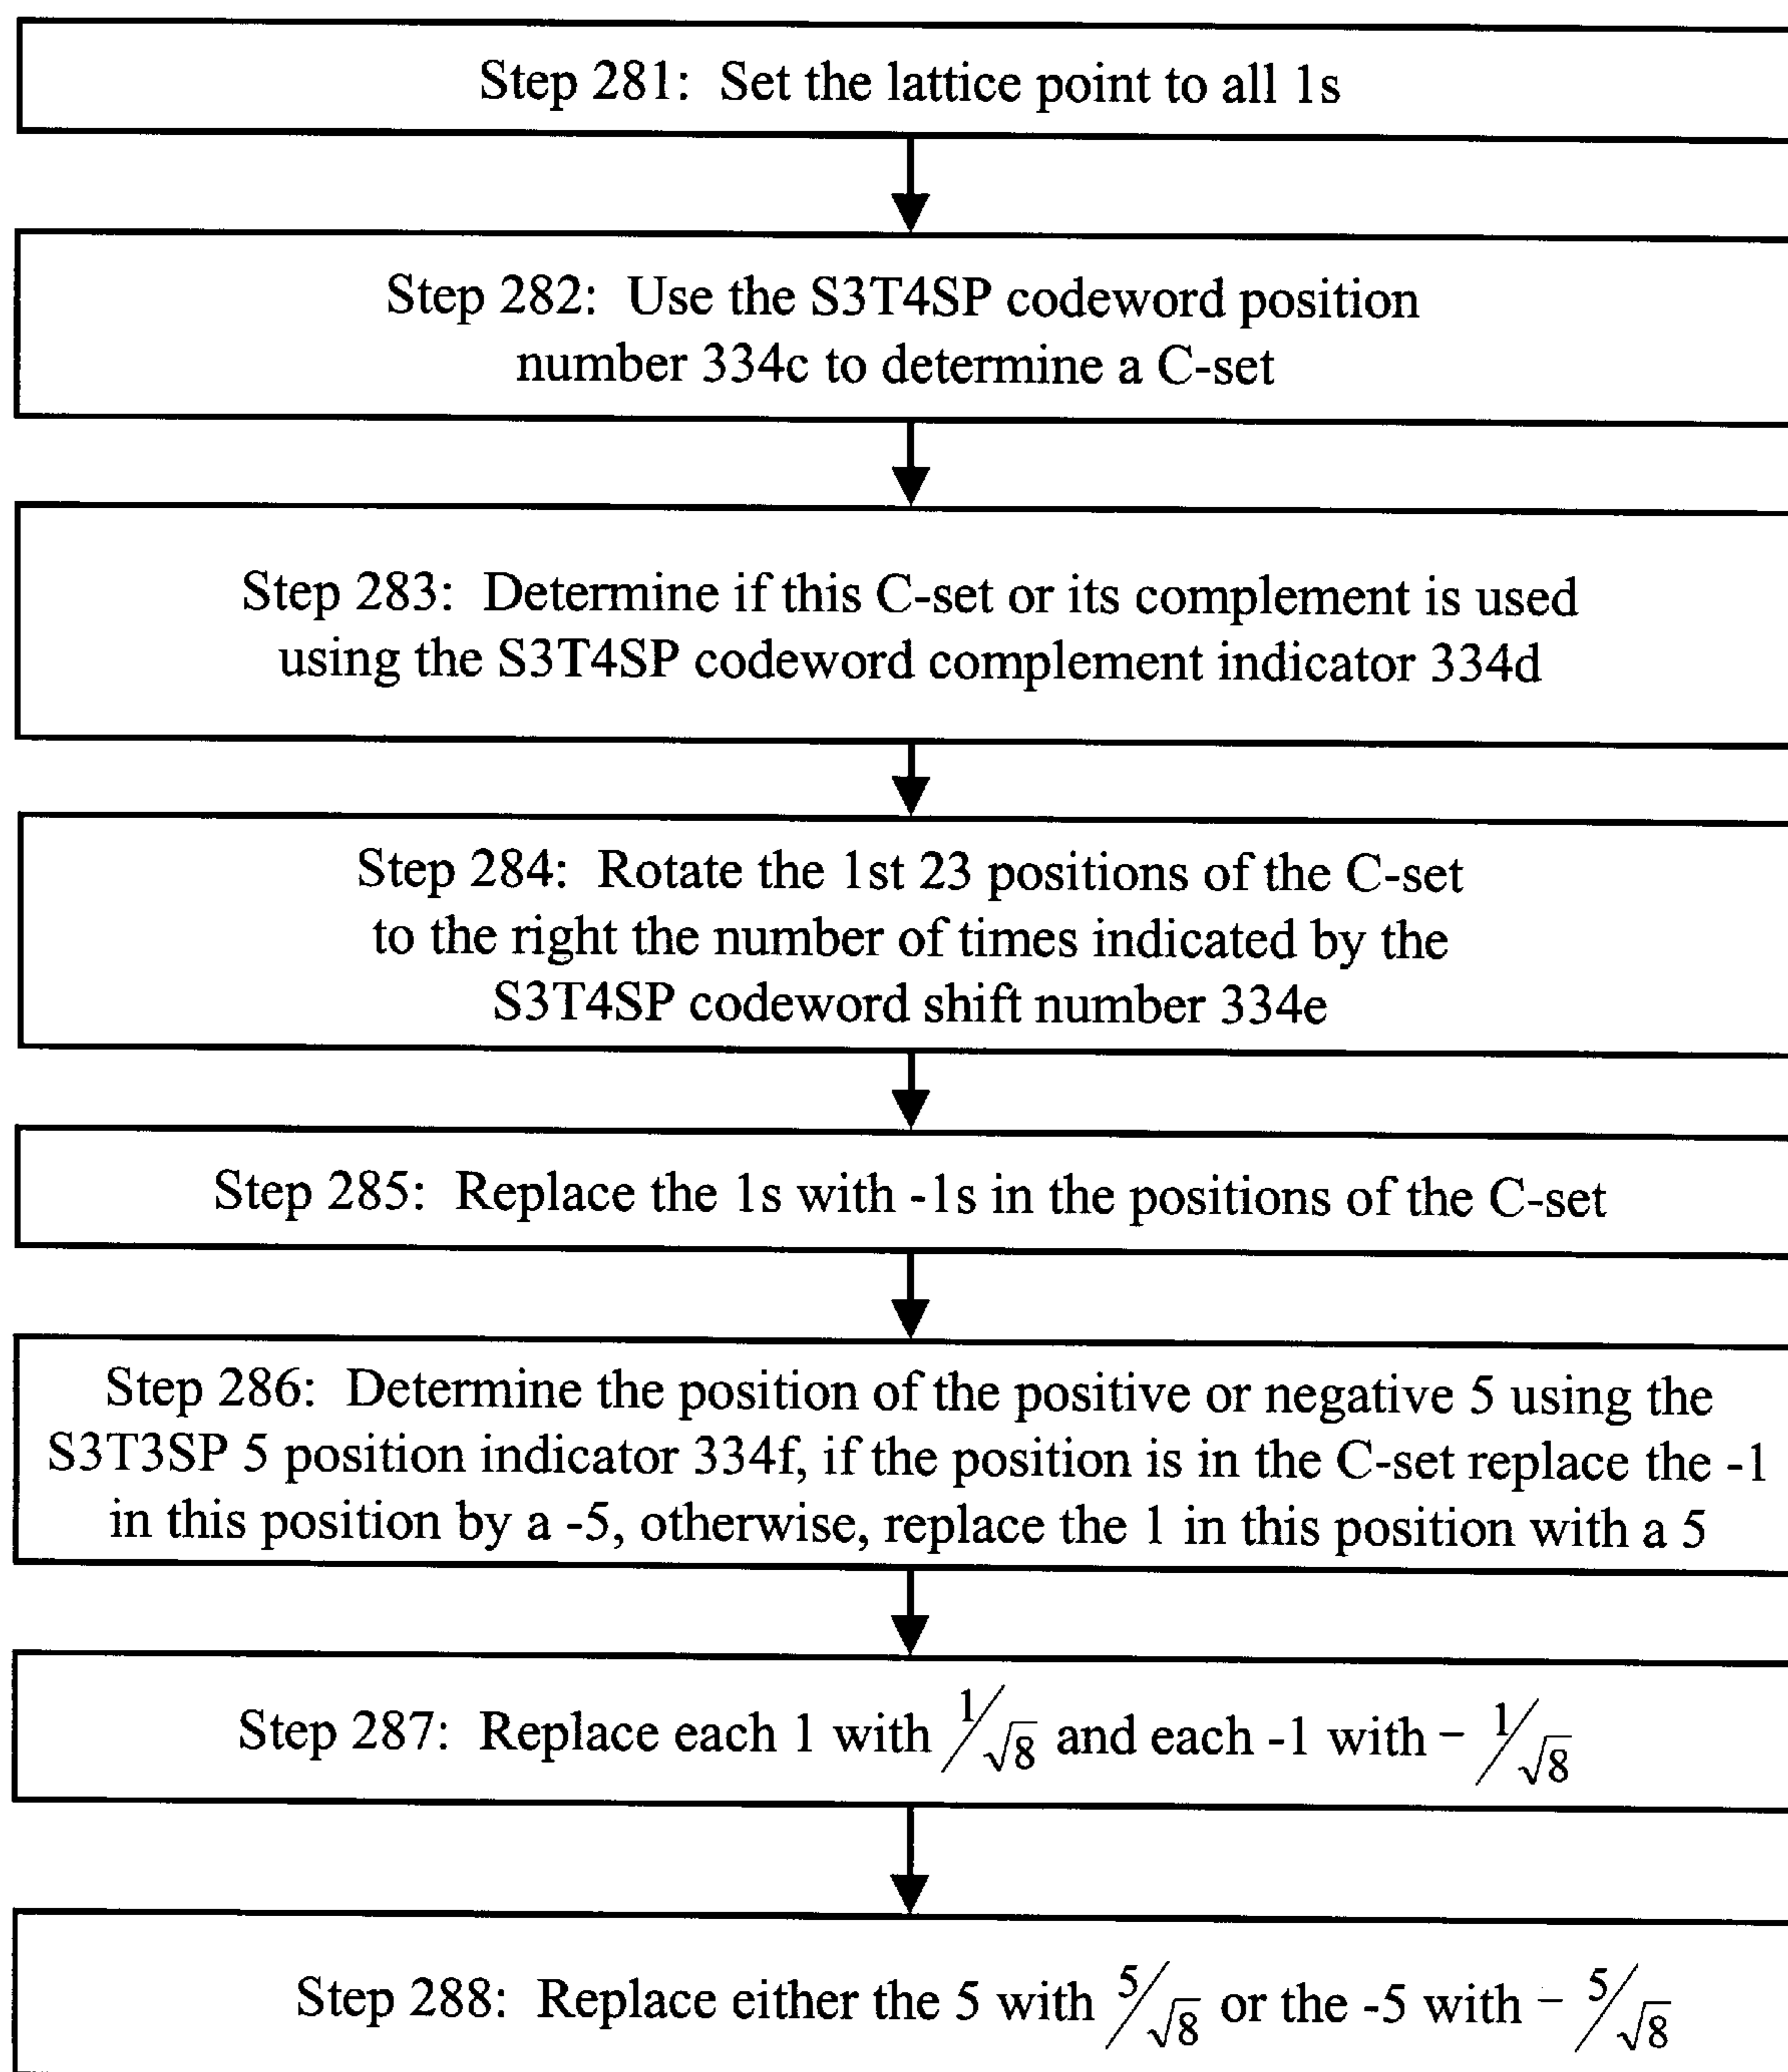 Step 281: Set the lattice point to all 1s
Step 282: Use the S3T4SP codeword position
number 334c to determine a C-set
Step 283: Determine if this C-set or its complement is used
using the S3T4SP codeword complement indicator 334d
Step 284: Rotate the 1st 23 positions of the C-set
to the right the number of times indicated by the
S3T4SP codeword shift number 334e
Step 285: Replace the 1s with -1s in the positions of the C-set
Step 286: Determine the position of the positive or negative 5 using the
S3T3SP 5 position indicator 334f, if the position is in the C-set replace the -1
in this position by a -5, otherwise, replace the 1 in this position with a 5
Step 287: Replace each 1 with 1/√8 and each -1 with − 1/√8
Step 288: Replace either the 5 with 5/√8 or the -5 with − 5/√8